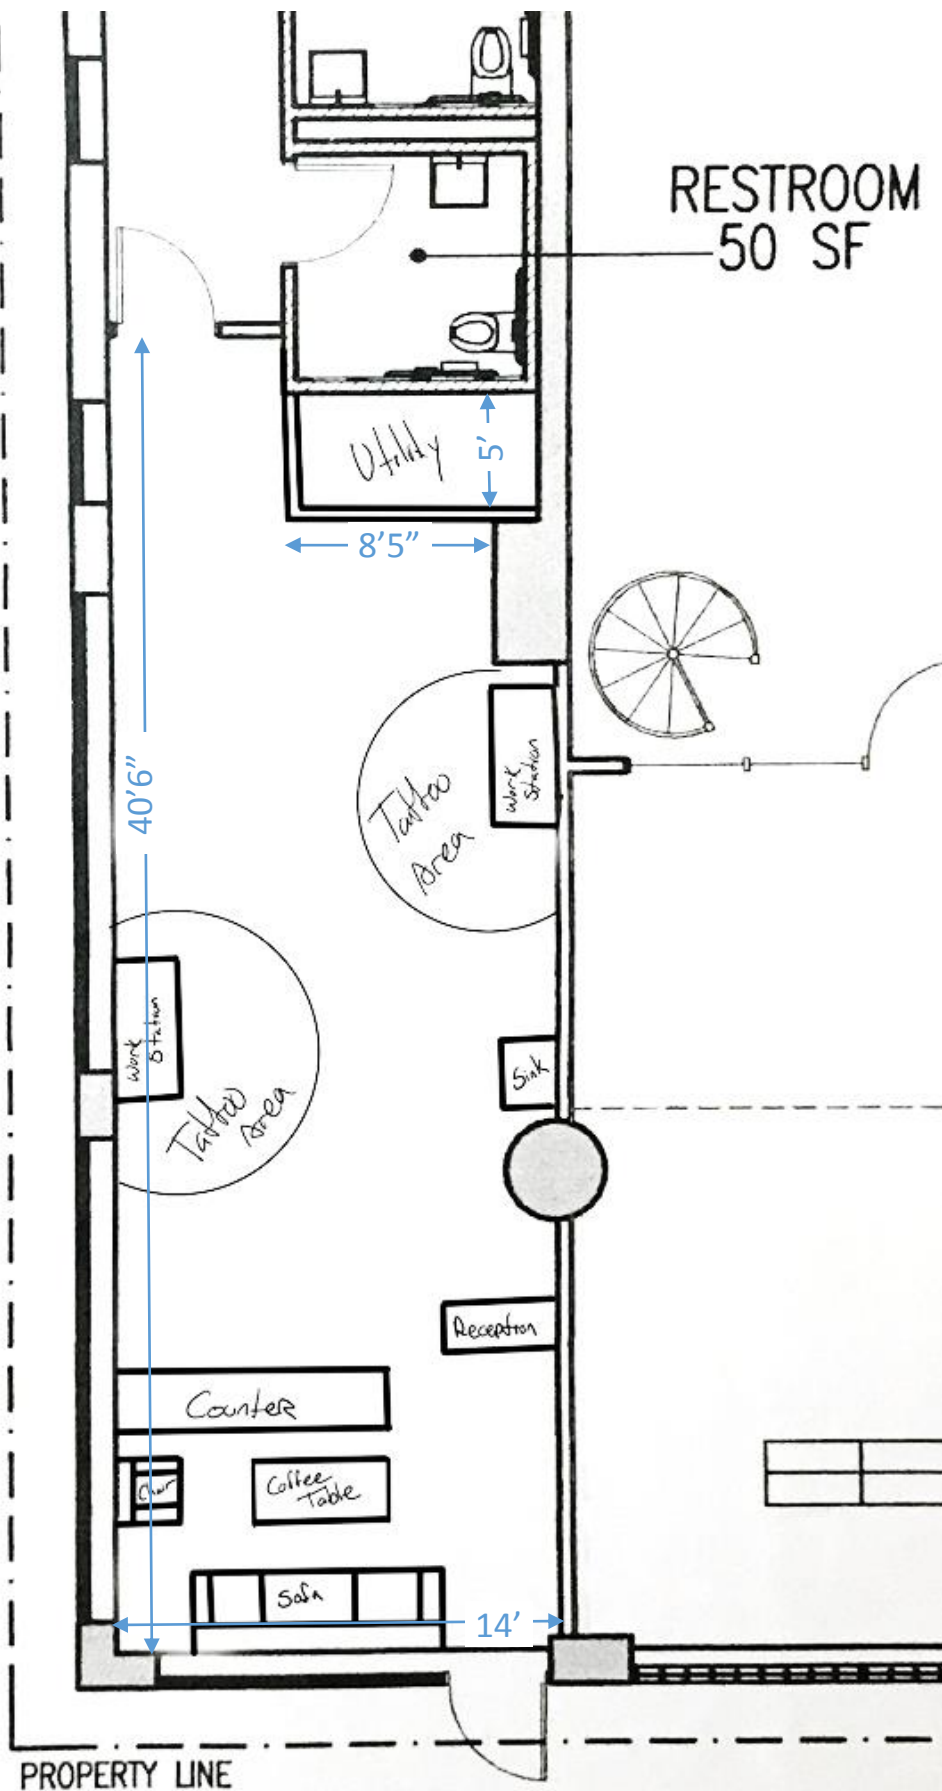 RESTROOM
50 SF
Utility
5'
8'5"
Work
Station
Tattoo
Area
40'6"
Work
Station
Tattoo
Area
Sink
Reception
Counter
Chair
Coffee
Table
Sofa
14'
PROPERTY LINE